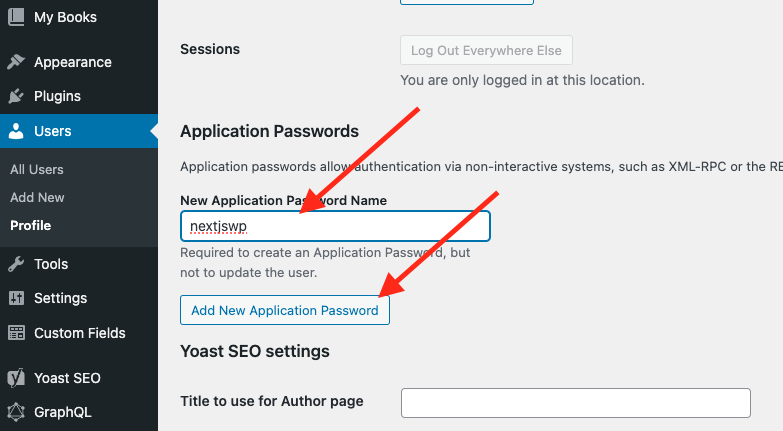 My Books
Appearance
Plugins
Users
All Users
Add New
Profile
Tools
Settings
Custom Fields
Yoast SEO
GraphQL
Sessions
Log Out Everywhere Else
You are only logged in at this location.
Application Passwords
Application passwords allow authentication via non-interactive systems, such as XML-RPC or the RE
New Application Password Name
nextjswp
Required to create an Application Password, but
not to update the user.
Add New Application Password
Yoast SEO settings
Title to use for Author page